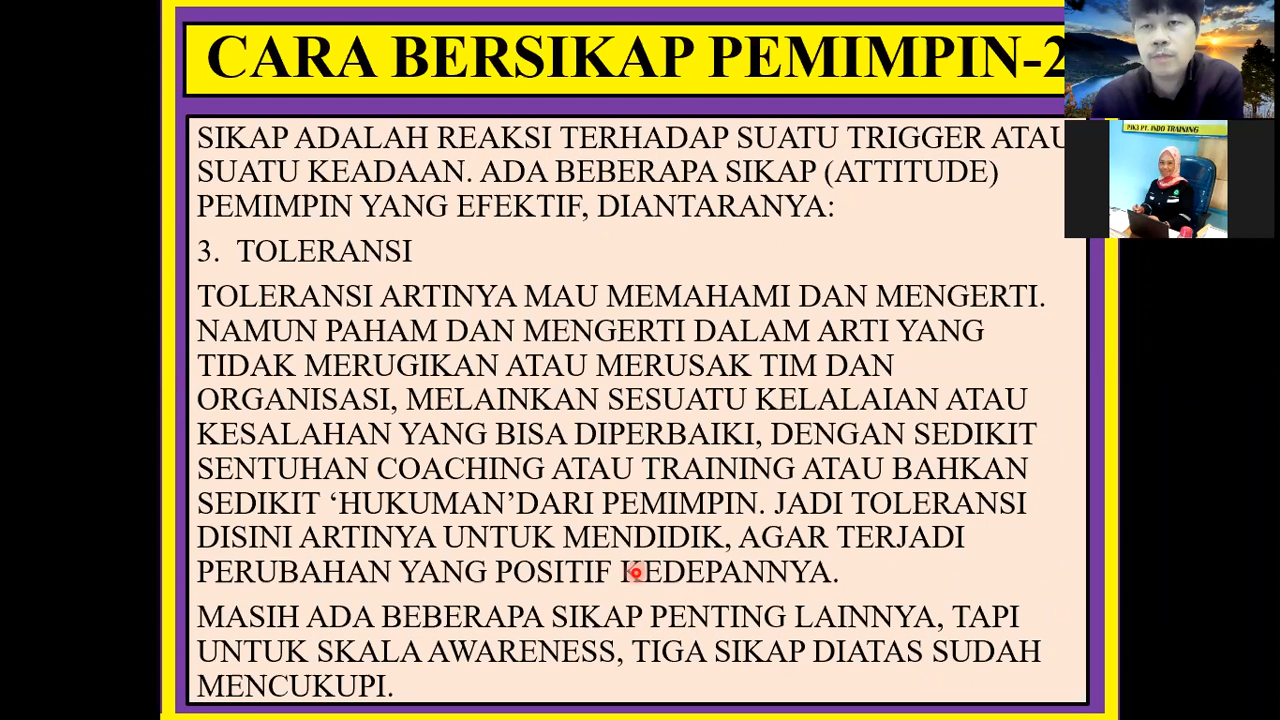 CARA BERSIKAP PEMIMPIN-2
PJK3 PT. INDO TRAINING
SIKAP ADALAH REAKSI TERHADAP SUATU TRIGGER ATAU
SUATU KEADAAN. ADA BEBERAPA SIKAP (ATTITUDE)
PEMIMPIN YANG EFEKTIF, DIANTARANYA:
3. TOLERANSI
TOLERANSI ARTINYA MAU MEMAHAMI DAN MENGERTI.
NAMUN PAHAM DAN MENGERTI DALAM ARTI YANG
TIDAK MERUGIKAN ATAU MERUSAK TIM DAN
ORGANISASI, MELAINKAN SESUATU KELALAIAN ATAU
KESALAHAN YANG BISA DIPERBAIKI, DENGAN SEDIKIT
SENTUHAN COACHING ATAU TRAINING ATAU BAHKAN
SEDIKIT ‘HUKUMAN’DARI PEMIMPIN. JADI TOLERANSI
DISINI ARTINYA UNTUK MENDIDIK, AGAR TERJADI
PERUBAHAN YANG POSITIF KEDEPANNYA.
MASIH ADA BEBERAPA SIKAP PENTING LAINNYA, TAPI
UNTUK SKALA AWARENESS, TIGA SIKAP DIATAS SUDAH
MENCUKUPI.